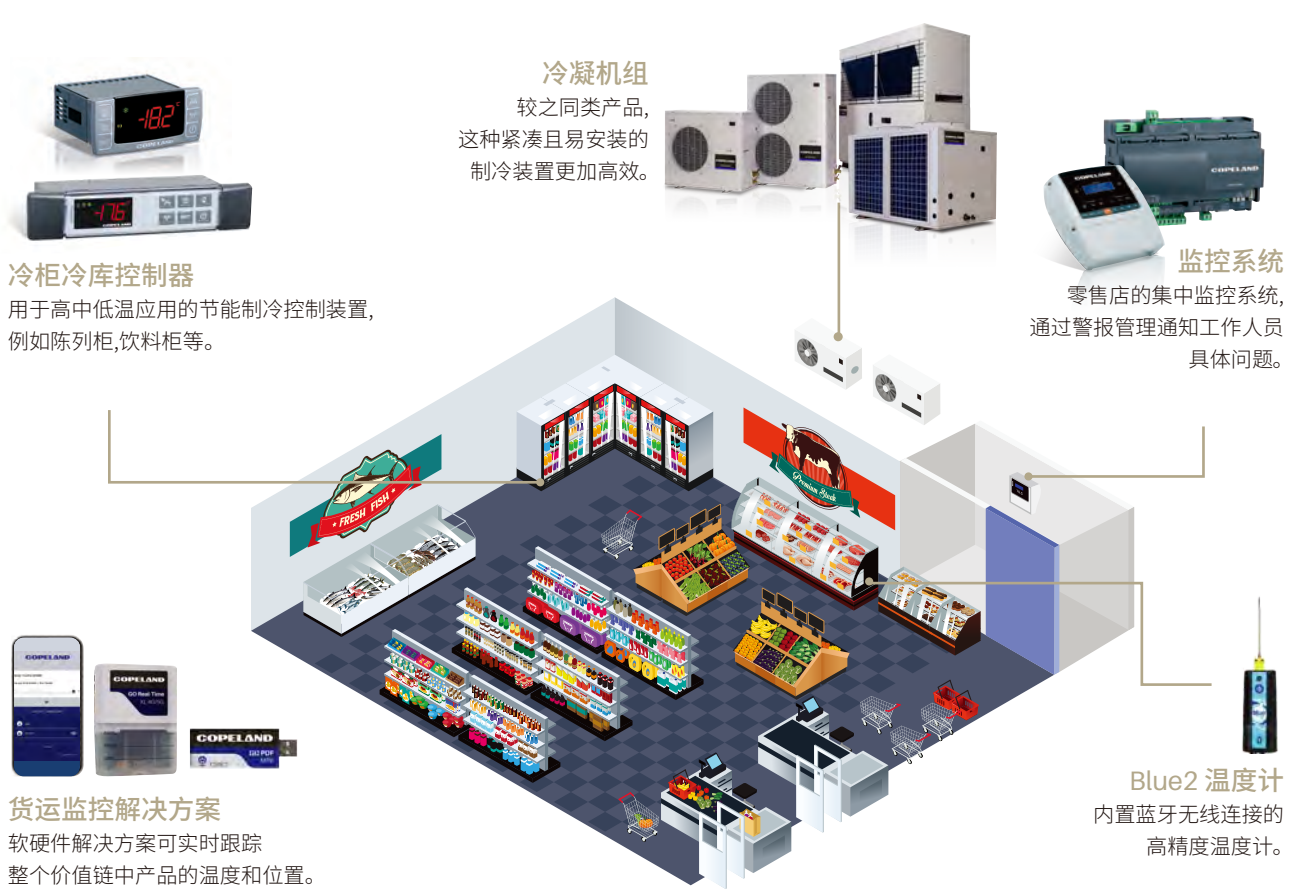 -18.2
°C
COPELAND
-17.6
COPELAND
冷柜冷库控制器
用于高中低温应用的节能制冷控制装置,
例如陈列柜,饮料柜等。
冷凝机组
较之同类产品,
这种紧凑且易安装的
制冷装置更加高效。
COPELAND
COPELAND
监控系统
零售店的集中监控系统,
通过警报管理通知工作人员
具体问题。
FRESH FISH
Premium Steak
COPELAND
COPELAND
GO Real Time
XL 4G/5G
COPELAND
GO PDF
货运监控解决方案
软硬件解决方案可实时跟踪
整个价值链中产品的温度和位置。
Blue2 温度计
内置蓝牙无线连接的
高精度温度计。